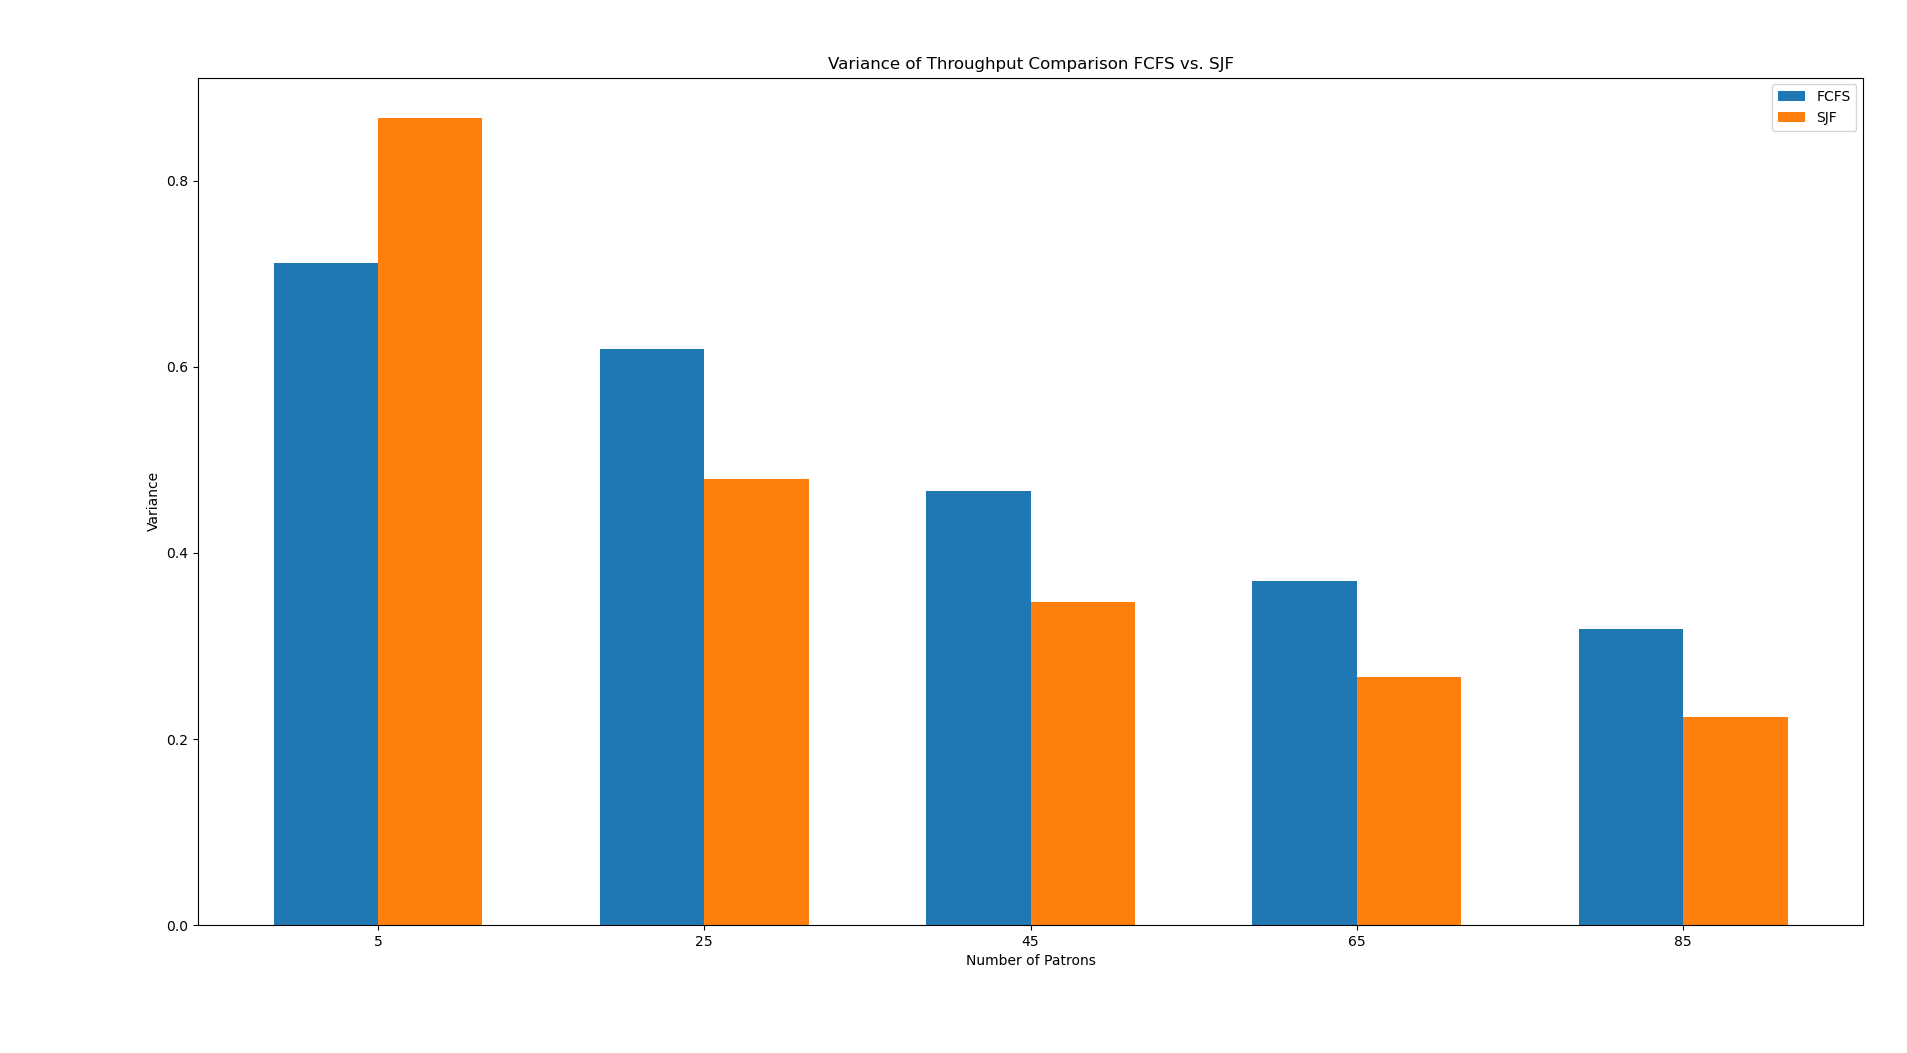 Variance of Throughput Comparison FCFS vs. SJF
FCFS
SJF
0.8
0.6
0.4
0.2
0.0
Variance
5 25 45 65 85
Number of Patrons